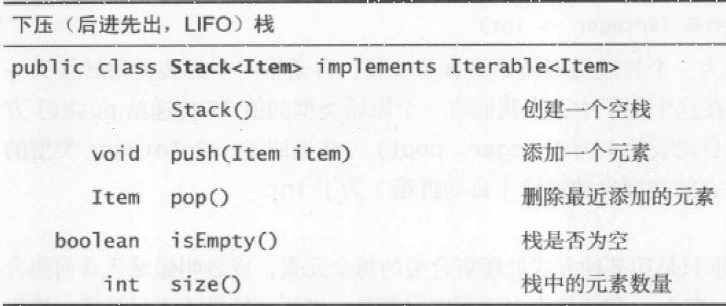 下压（后进先出，LIFO）栈
public class Stack<Item> implements Iterable<Item>
Stack() 创建一个空栈
void push(Item item) 添加一个元素
Item pop() 删除最近添加的元素
boolean isEmpty() 栈是否为空
int size() 栈中的元素数量